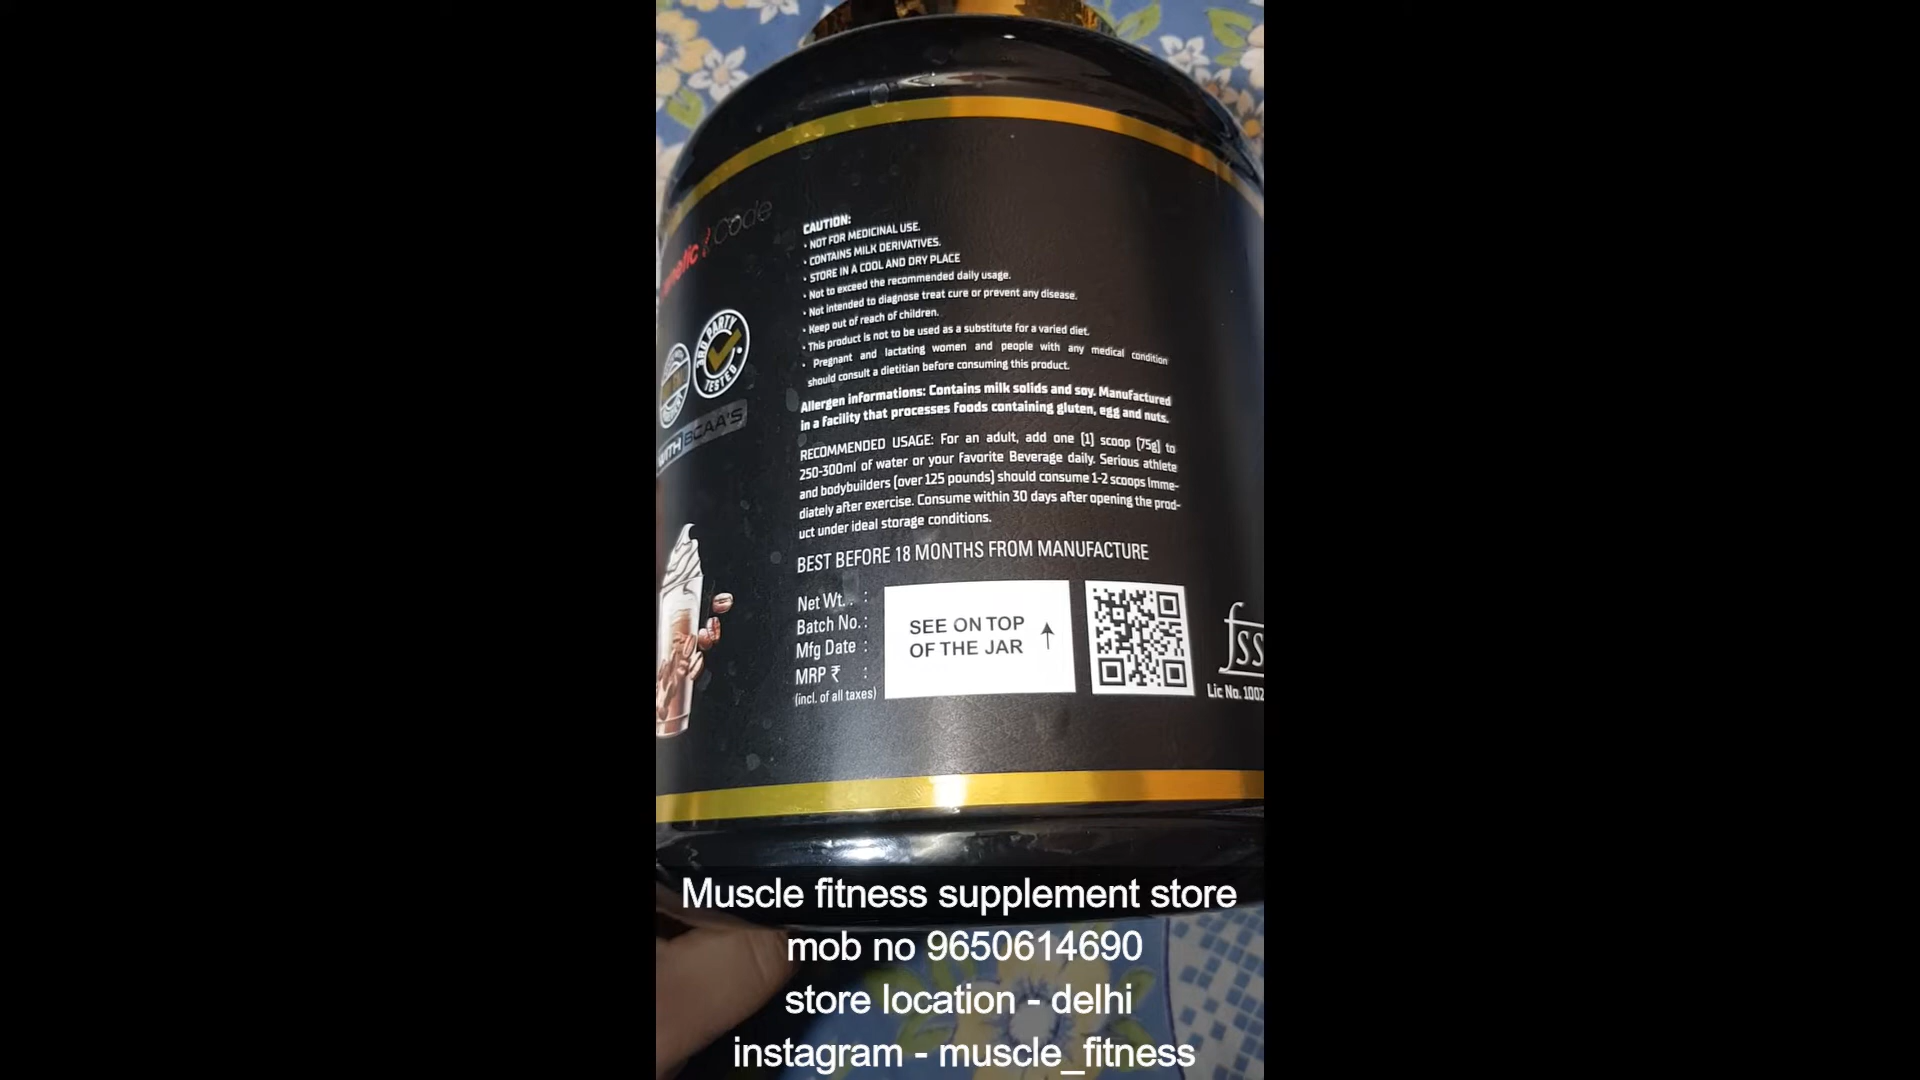 Code
3RD PARTY
TESTED
WITH BCAA'S
CAUTION:
• NOT FOR MEDICINAL USE.
• CONTAINS MILK DERIVATIVES.
• STORE IN A COOL AND DRY PLACE
• Not to exceed the recommended daily usage.
• Not intended to diagnose treat cure or prevent any disease.
• Keep out of reach of children.
• This product is not to be used as a substitute for a varied diet.
• Pregnant and lactating women and people with any medical condition
should consult a dietitian before consuming this product.
Allergen informations: Contains milk solids and soy. Manufactured
in a facility that processes foods containing gluten, egg and nuts.
RECOMMENDED USAGE: For an adult, add one [1] scoop [75g] to
250-300ml of water or your favorite Beverage daily. Serious athlete
and bodybuilders [over 125 pounds] should consume 1-2 scoops Imme-
diately after exercise. Consume within 30 days after opening the prod-
uct under ideal storage conditions.
BEST BEFORE 18 MONTHS FROM MANUFACTURE
Net Wt. :
Batch No. :
Mfg Date :
MRP ₹ :
(incl. of all taxes)
SEE ON TOP
OF THE JAR
fss
Lic No. 1002
Muscle fitness supplement store
mob no 9650614690
store location - delhi
instagram - muscle_fitness